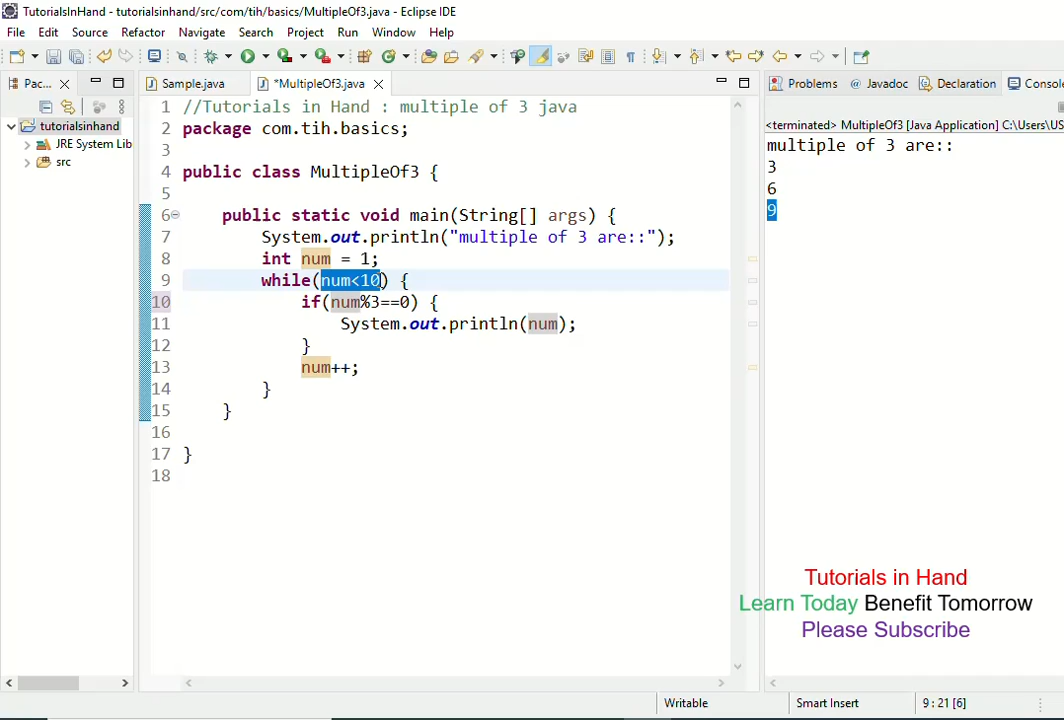 TutorialsInHand - tutorialsinhand/src/com/tih/basics/MultipleOf3.java - Eclipse IDE
File Edit Source Refactor Navigate Search Project Run Window Help
Pac... Sample.java *MultipleOf3.java Problems @ Javadoc Declaration Console
tutorialsinhand
JRE System Lib
src
1 //Tutorials in Hand : multiple of 3 java
2 package com.tih.basics;
3
4 public class MultipleOf3 {
5
6 public static void main(String[] args) {
7 System.out.println("multiple of 3 are::");
8 int num = 1;
9 while(num<10) {
10 if(num%3==0) {
11 System.out.println(num);
12 }
13 num++;
14 }
15 }
16
17 }
18
<terminated> MultipleOf3 [Java Application] C:\Users\US
multiple of 3 are::
3
6
9
Tutorials in Hand
Learn Today Benefit Tomorrow
Please Subscribe
Writable Smart Insert 9 : 21 [6]